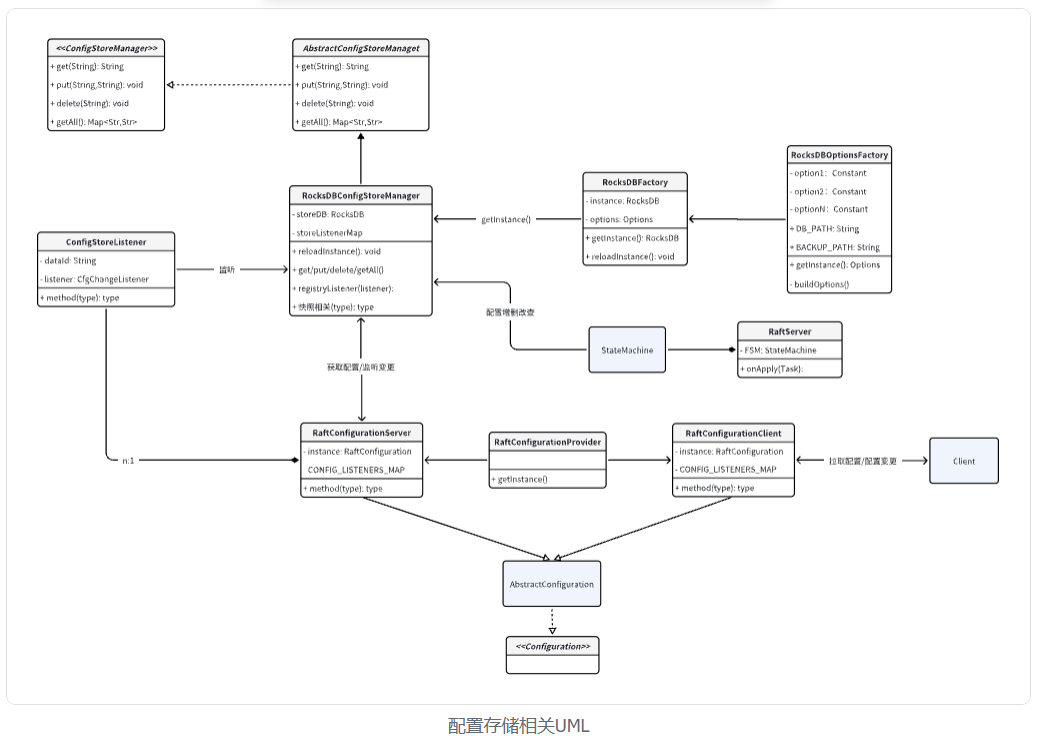 <<ConfigStoreManager>>
+ get(String): String
+ put(String,String): void
+ delete(String): void
+ getAll(): Map<Str,Str>
AbstractConfigStoreManaget
+ get(String): String
+ put(String,String): void
+ delete(String): void
+ getAll(): Map<Str,Str>
RocksDBOptionsFactory
- option1: Constant
- option2: Constant
- optionN: Constant
+ DB_PATH: String
+ BACKUP_PATH: String
+ getInstance(): Options
- buildOptions()
RocksDBFactory
- instance: RocksDB
- options: Options
+ getInstance(): RocksDB
+ reloadInstance(): void
getInstance()
RocksDBConfigStoreManager
- storeDB: RocksDB
- storeListenerMap
+ reloadInstance(): void
+ get/put/delete/getAll()
+ registryListener(listener):
+ 快照相关(type): type
ConfigStoreListener
- dataId: String
- listener: CfgChangeListener
+ method(type): type
监听
配置增删改查
StateMachine
RaftServer
- FSM: StateMachine
+ onApply(Task):
获取配置/监听变更
n:1
RaftConfigurationServer
- instance: RaftConfiguration
CONFIG_LISTENERS_MAP
+ method(type): type
RaftConfigurationProvider
+ getInstance()
RaftConfigurationClient
- instance: RaftConfiguration
- CONFIG_LISTENERS_MAP
+ method(type): type
拉取配置/配置变更
Client
AbstractConfiguration
<<Configuration>>
配置存储相关UML